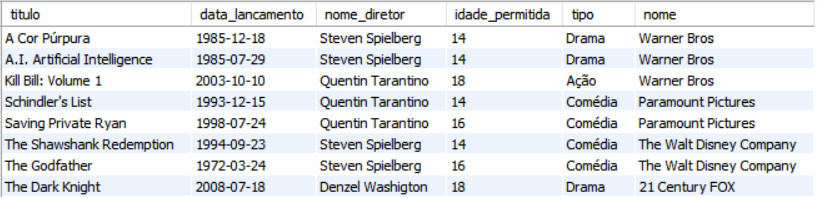 titulo data_lancamento nome_diretor idade_permitida tipo nome
A Cor Púrpura 1985-12-18 Steven Spielberg 14 Drama Warner Bros
A.I. Artificial Intelligence 1985-07-29 Steven Spielberg 14 Drama Warner Bros
Kill Bill: Volume 1 2003-10-10 Quentin Tarantino 18 Ação Warner Bros
Schindler's List 1993-12-15 Quentin Tarantino 14 Comédia Paramount Pictures
Saving Private Ryan 1998-07-24 Quentin Tarantino 16 Comédia Paramount Pictures
The Shawshank Redemption 1994-09-23 Steven Spielberg 14 Comédia The Walt Disney Company
The Godfather 1972-03-24 Steven Spielberg 16 Comédia The Walt Disney Company
The Dark Knight 2008-07-18 Denzel Washigton 18 Drama 21 Century FOX